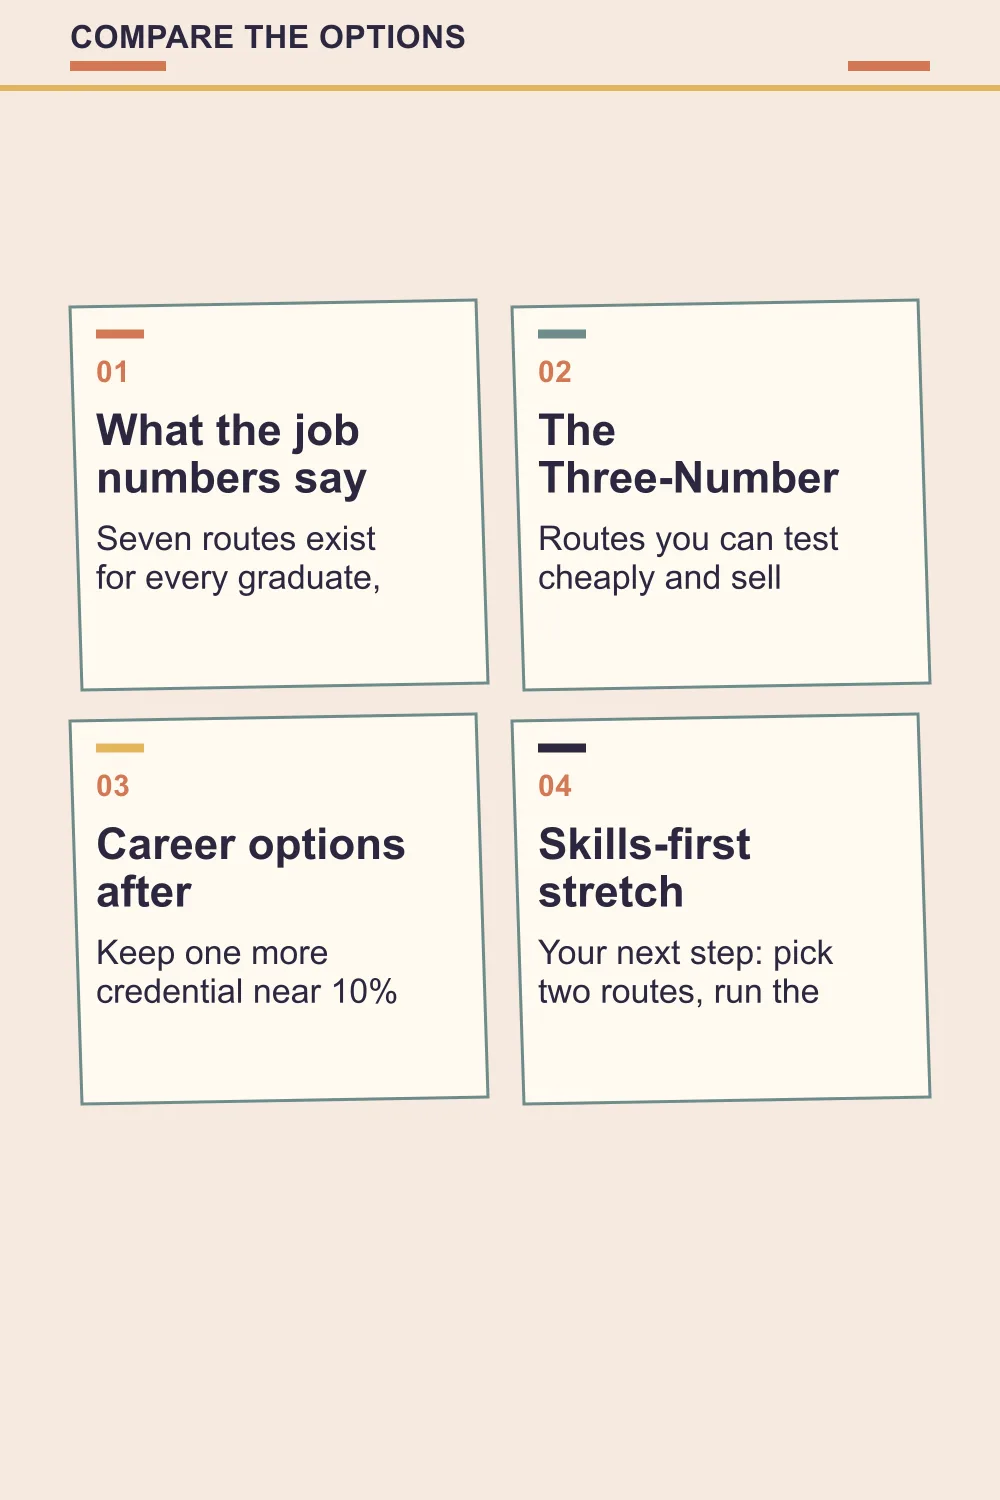 COMPARE THE OPTIONS
01
What the job
numbers say
Seven routes exist
for every graduate,
02
The
Three-Number
Routes you can test
cheaply and sell
03
Career options
after
Keep one more
credential near 10%
04
Skills-first
stretch
Your next step: pick
two routes, run the